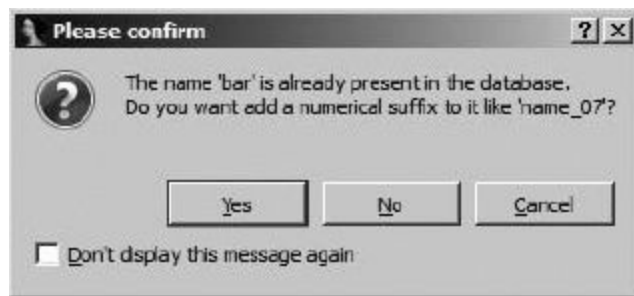 Please confirm
The name 'bar' is already present in the database.
Do you want add a numerical suffix to it like 'name_07'?
Yes No Cancel
Don't display this message again